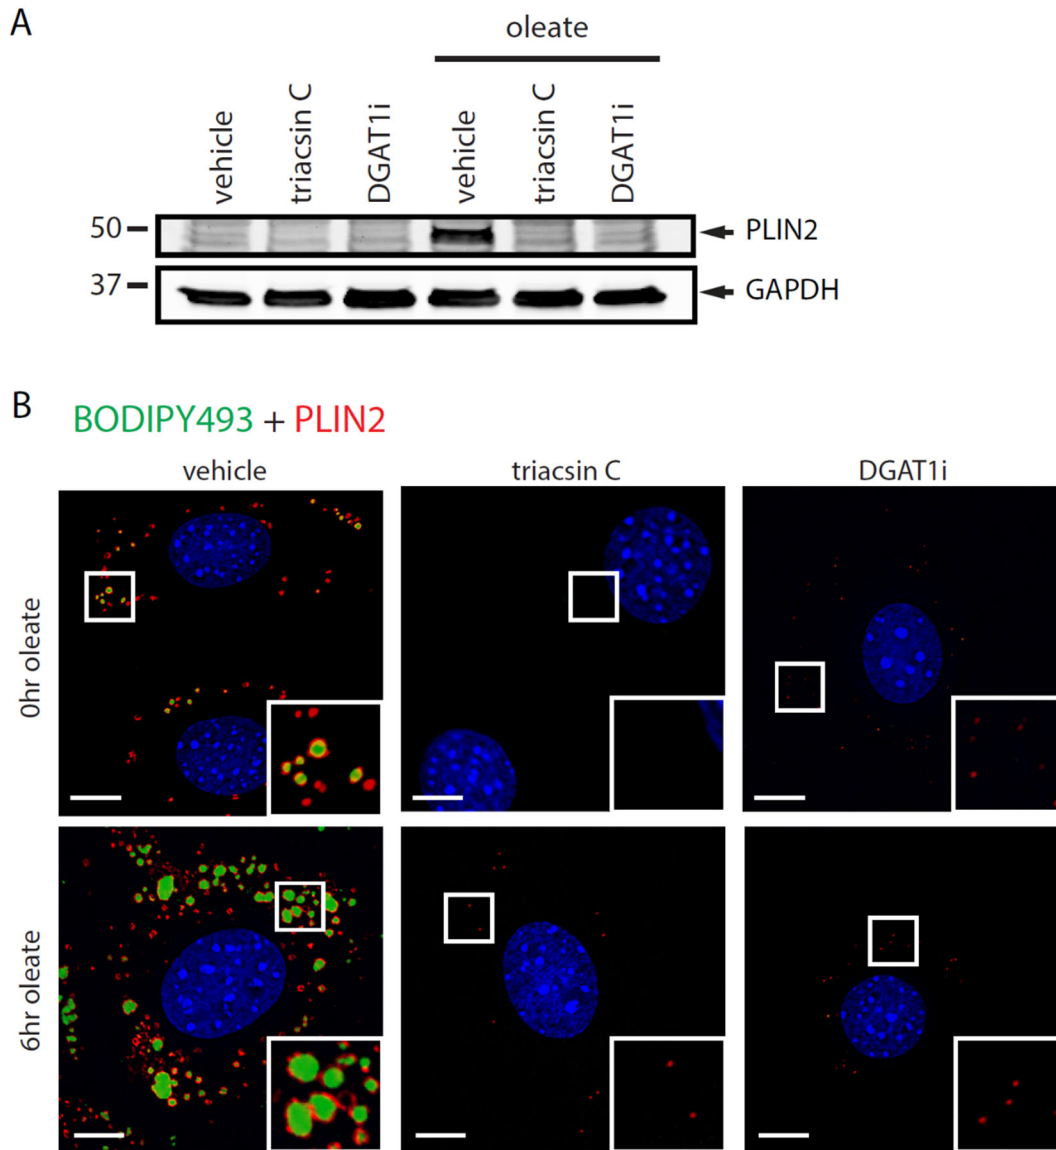 A
oleate
vehicle
triacsin C
DGAT1i
vehicle
triacsin C
DGAT1i
50
PLIN2
37
GAPDH
B
BODIPY493 + PLIN2
vehicle
triacsin C
DGAT1i
0hr oleate
6hr oleate